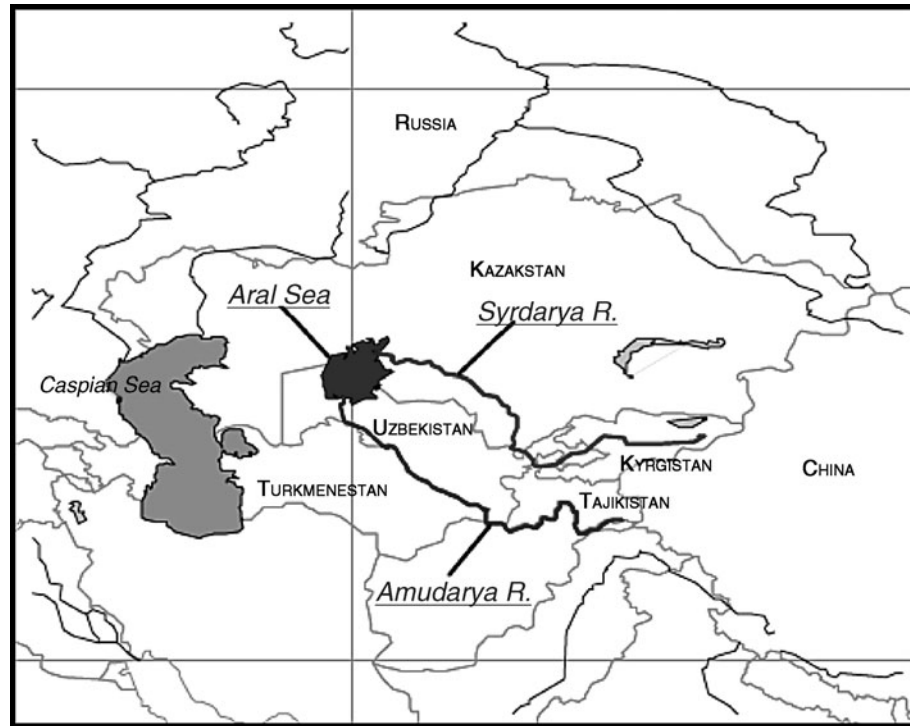 RUSSIA
KAZAKSTAN
Aral Sea
Syrdarya R.
Caspian Sea
UZBEKISTAN
KYRGISTAN
CHINA
TURKMENESTAN
TAJIKISTAN
Amudarya R.